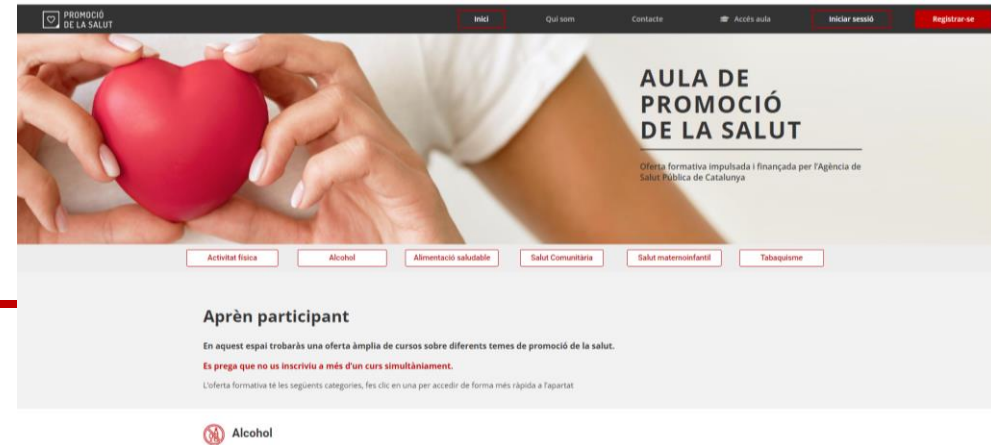 PROMOCIÓ
DE LA SALUT
Inici
Qui som
Contacte
Accés aula
Iniciar sessió
Registrar-se
AULA DE
PROMOCIÓ
DE LA SALUT
Oferta formativa impulsada i finançada per l'Agència de
Salut Pública de Catalunya
Activitat física
Alcohol
Alimentació saludable
Salut Comunitària
Salut maternoinfantil
Tabaquisme
Aprèn participant
En aquest espai trobaràs una oferta àmplia de cursos sobre diferents temes de promoció de la salut.
Es prega que no us inscriviu a més d'un curs simultàniament.
L'oferta formativa té les següents categories, fes clic en una per accedir de forma més ràpida a l'apartat
Alcohol